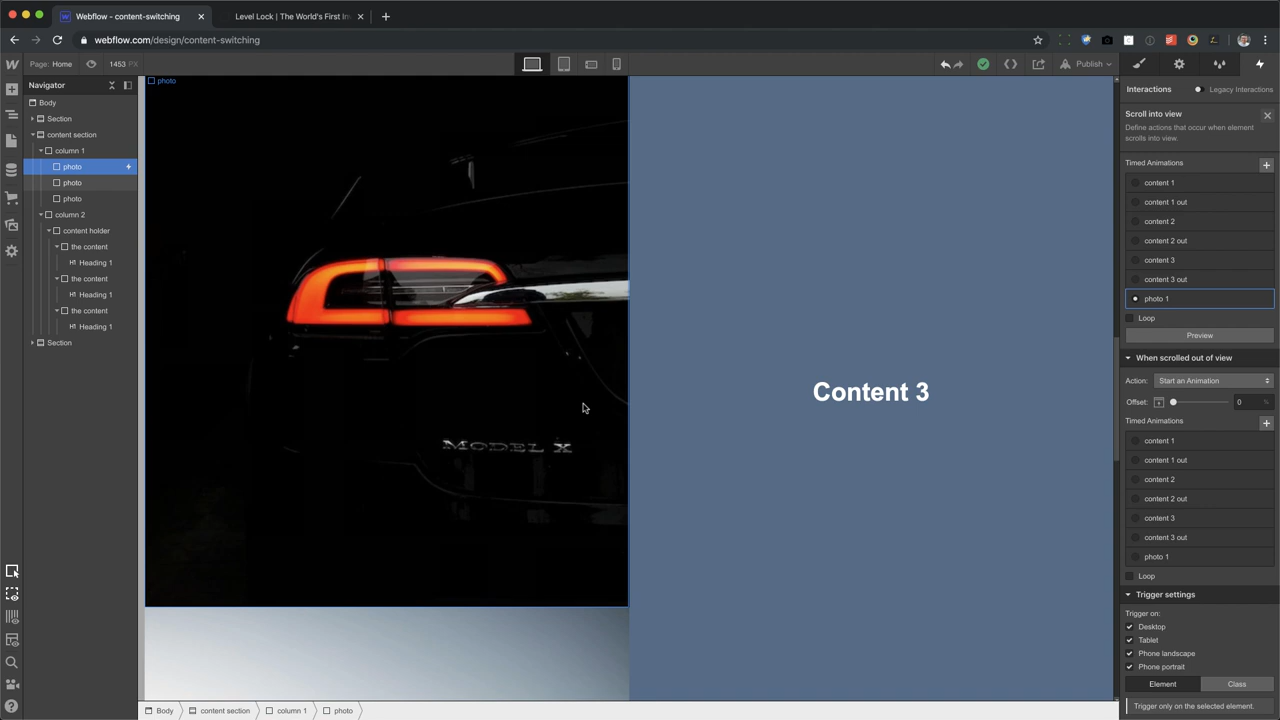 Webflow - content-switching
Level Lock | The World's First In
webflow.com/design/content-switching
Page: Home
1453 PX
Publish
Navigator
Body
Section
content section
column 1
photo
photo
photo
column 2
content holder
the content
H1 Heading 1
the content
H1 Heading 1
the content
H1 Heading 1
Section
photo
MODEL X
Content 3
Interactions
Legacy Interactions
Scroll into view
Define actions that occur when element
scrolls into view.
Timed Animations
content 1
content 1 out
content 2
content 2 out
content 3
content 3 out
photo 1
Loop
Preview
When scrolled out of view
Action: Start an Animation
Offset: 0 %
Timed Animations
content 1
content 1 out
content 2
content 2 out
content 3
content 3 out
photo 1
Loop
Trigger settings
Trigger on:
Desktop
Tablet
Phone landscape
Phone portrait
Element
Class
Trigger only on the selected element.
Body
content section
column 1
photo